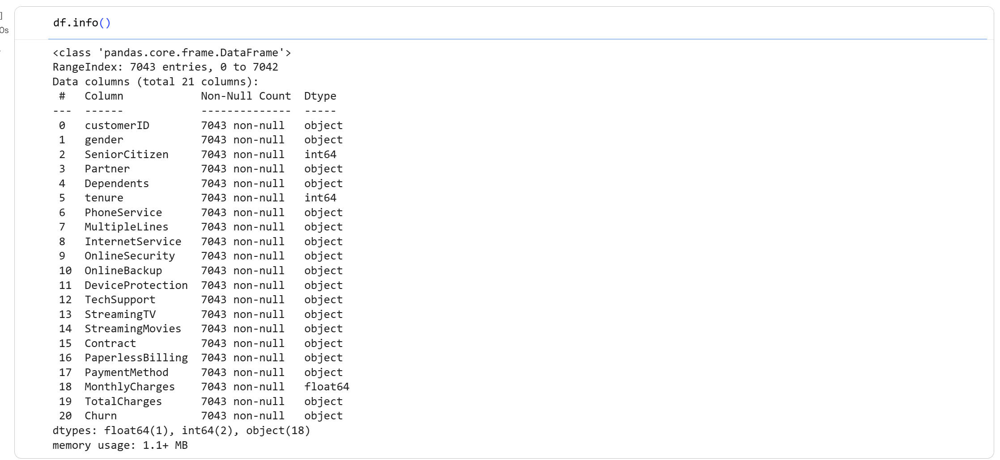 ]
0s
df.info()
<class 'pandas.core.frame.DataFrame'>
RangeIndex: 7043 entries, 0 to 7042
Data columns (total 21 columns):
 #   Column            Non-Null Count  Dtype
---  ------            --------------  -----
 0   customerID        7043 non-null   object
 1   gender            7043 non-null   object
 2   SeniorCitizen     7043 non-null   int64
 3   Partner           7043 non-null   object
 4   Dependents        7043 non-null   object
 5   tenure            7043 non-null   int64
 6   PhoneService      7043 non-null   object
 7   MultipleLines     7043 non-null   object
 8   InternetService   7043 non-null   object
 9   OnlineSecurity    7043 non-null   object
 10  OnlineBackup      7043 non-null   object
 11  DeviceProtection  7043 non-null   object
 12  TechSupport       7043 non-null   object
 13  StreamingTV       7043 non-null   object
 14  StreamingMovies   7043 non-null   object
 15  Contract          7043 non-null   object
 16  PaperlessBilling  7043 non-null   object
 17  PaymentMethod     7043 non-null   object
 18  MonthlyCharges    7043 non-null   float64
 19  TotalCharges      7043 non-null   object
 20  Churn             7043 non-null   object
dtypes: float64(1), int64(2), object(18)
memory usage: 1.1+ MB